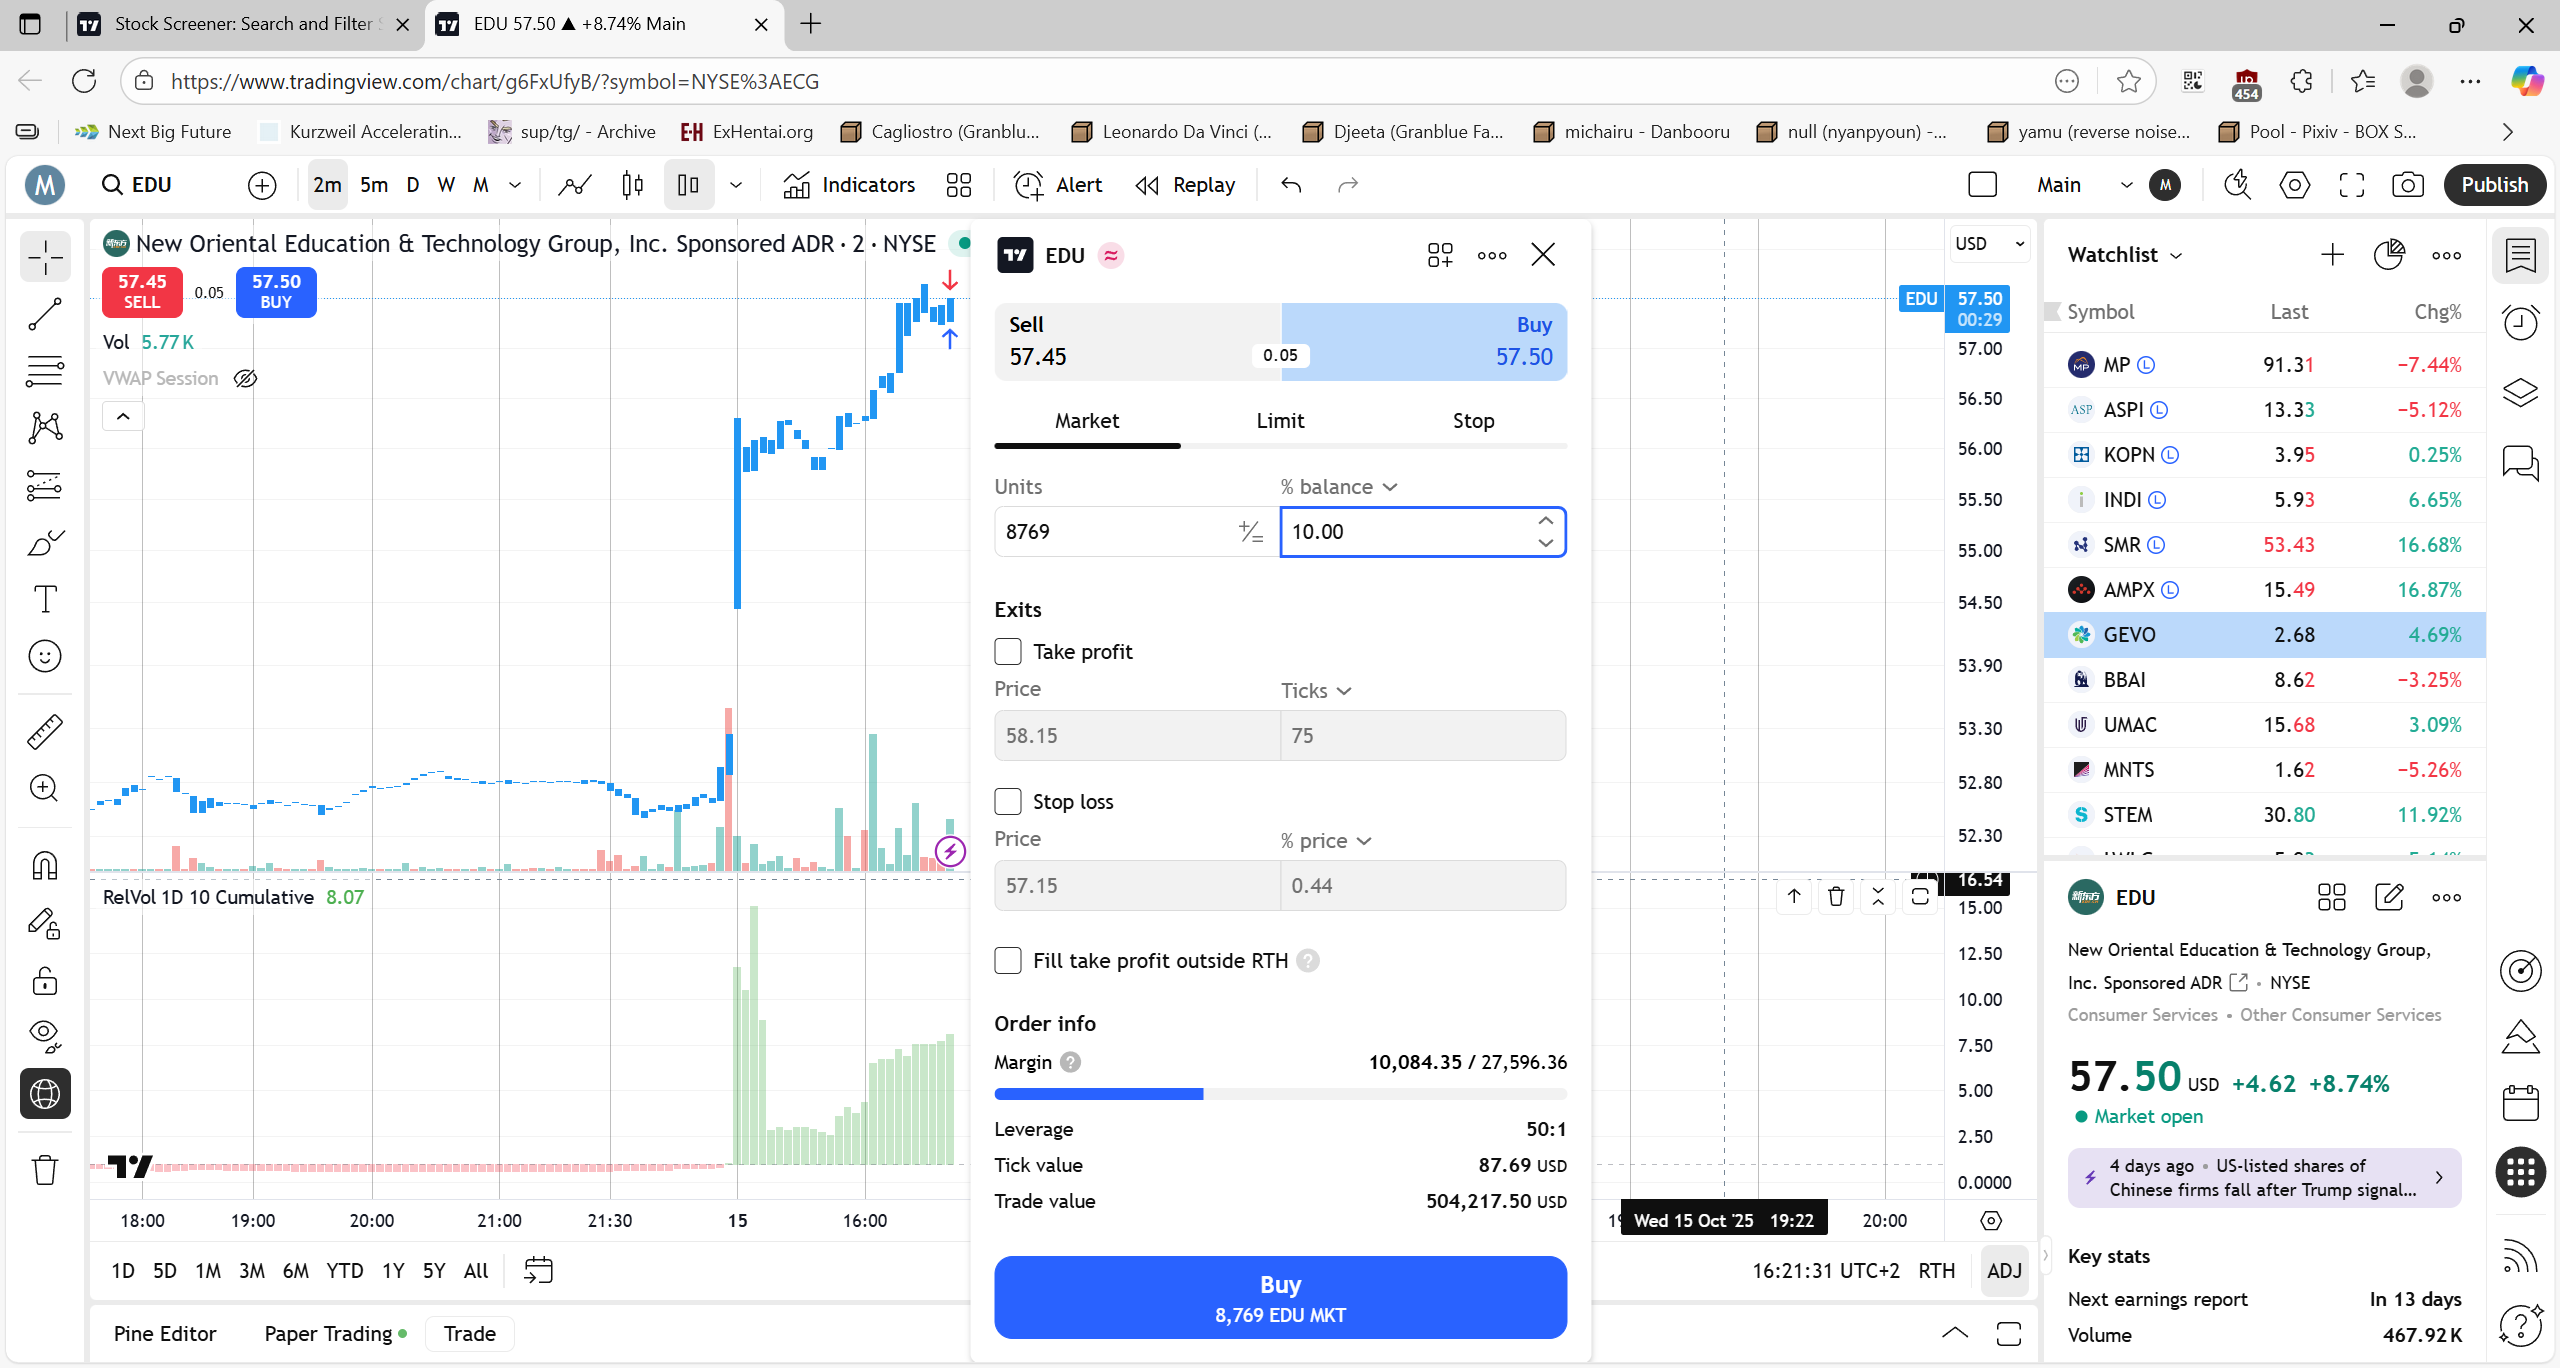 Stock Screener: Search and Filter S
EDU 57.50 ▲ +8.74% Main
https://www.tradingview.com/chart/g6FxUfyB/?symbol=NYSE%3AECG
454
Next Big Future
Kurzweil Acceleratin...
sup/tg/ - Archive
EH ExHentai.org
Cagliostro (Granblu...
Leonardo Da Vinci (...
Djeeta (Granblue Fa...
michairu - Danbooru
null (nyanpyoun) -...
yamu (reverse noise...
Pool - Pixiv - BOX S...
M
EDU
2m 5m D W M
Indicators
Alert
Replay
Main
M
Publish
New Oriental Education & Technology Group, Inc. Sponsored ADR · 2 · NYSE
57.45
SELL
0.05
57.50
BUY
Vol 5.77 K
VWAP Session
RelVol 1D 10 Cumulative 8.07
18:00 19:00 20:00 21:00 21:30 15 16:00
Wed 15 Oct '25 19:22
20:00
1D 5D 1M 3M 6M YTD 1Y 5Y All
16:21:31 UTC+2 RTH ADJ
Pine Editor
Paper Trading
Trade
EDU
Sell
57.45
0.05
Buy
57.50
Market Limit Stop
Units
% balance
8769
10.00
Exits
Take profit
Price
Ticks
58.15
75
Stop loss
Price
% price
57.15
0.44
Fill take profit outside RTH ?
Order info
Margin ? 10,084.35 / 27,596.36
Leverage 50:1
Tick value 87.69 USD
Trade value 504,217.50 USD
Buy
8,769 EDU MKT
USD
EDU 57.50
00:29
57.00
56.50
56.00
55.50
55.00
54.50
53.90
53.30
52.80
52.30
16.54
15.00
12.50
10.00
7.50
5.00
2.50
0.0000
Watchlist
Symbol Last Chg%
MP L 91.31 −7.44%
ASP ASPI L 13.33 −5.12%
KOPN L 3.95 0.25%
INDI L 5.93 6.65%
SMR L 53.43 16.68%
AMPX L 15.49 16.87%
GEVO 2.68 4.69%
BBAI 8.62 −3.25%
UMAC 15.68 3.09%
MNTS 1.62 −5.26%
S STEM 30.80 11.92%
EDU
New Oriental Education & Technology Group,
Inc. Sponsored ADR • NYSE
Consumer Services • Other Consumer Services
57.50 USD +4.62 +8.74%
Market open
4 days ago • US-listed shares of
Chinese firms fall after Trump signal...
Key stats
Next earnings report In 13 days
Volume 467.92 K